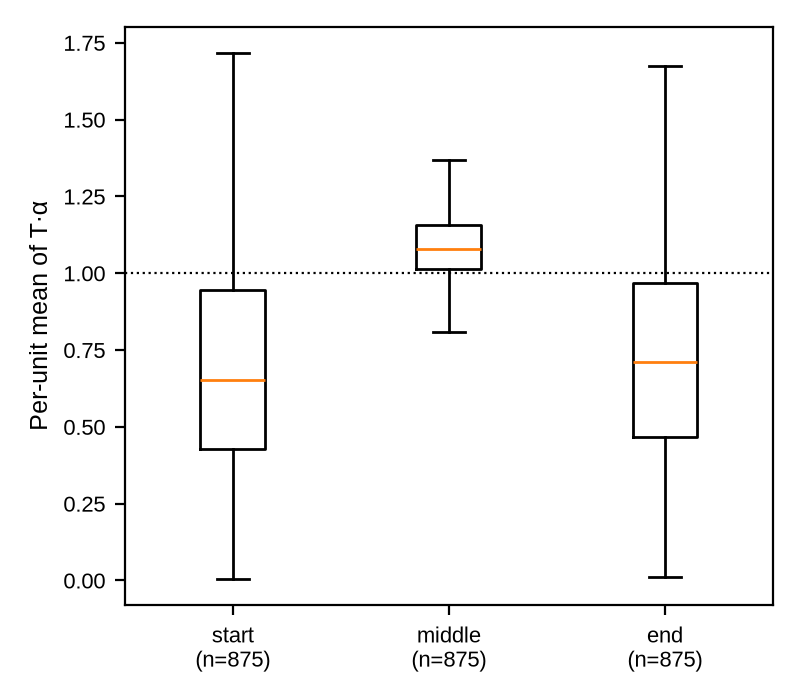 Per-unit mean of T·α
1.75
1.50
1.25
1.00
0.75
0.50
0.25
0.00
start
(n=875)
middle
(n=875)
end
(n=875)